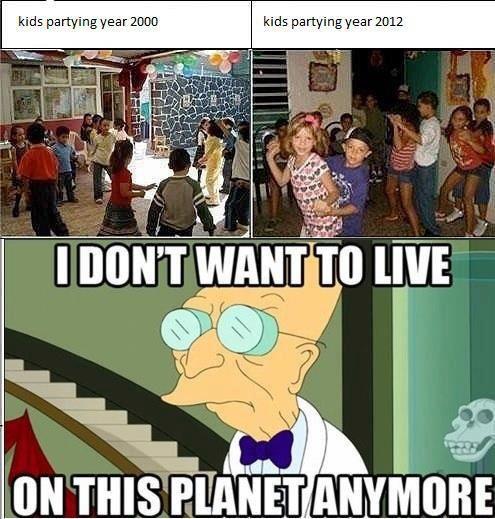 kids partying year 2000
kids partying year 2012
I DON'T WANT TO LIVE
ON THIS PLANET ANYMORE